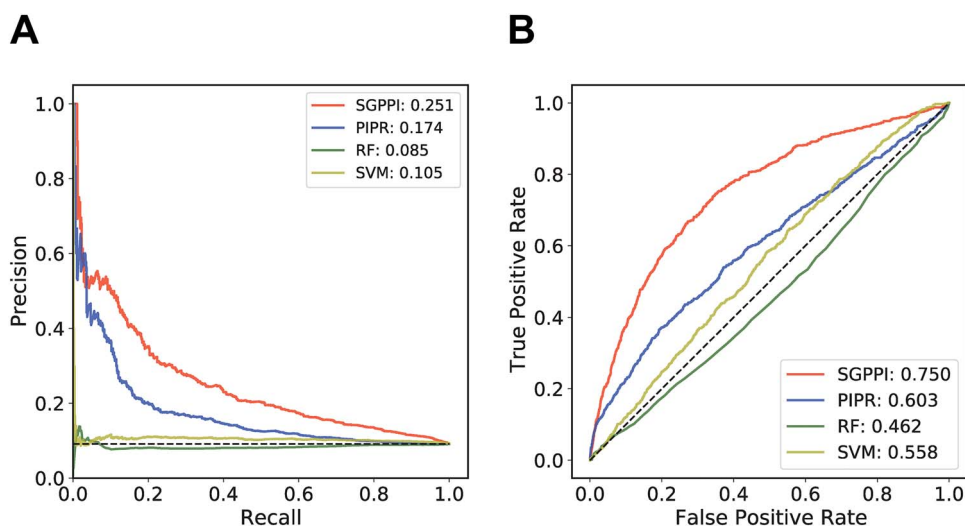 A
B
1.0
0.8
0.6
0.4
0.2
0.0
Precision
0.0 0.2 0.4 0.6 0.8 1.0
Recall
SGPPI: 0.251
PIPR: 0.174
RF: 0.085
SVM: 0.105
1.0
0.8
0.6
0.4
0.2
0.0
True Positive Rate
0.0 0.2 0.4 0.6 0.8 1.0
False Positive Rate
SGPPI: 0.750
PIPR: 0.603
RF: 0.462
SVM: 0.558